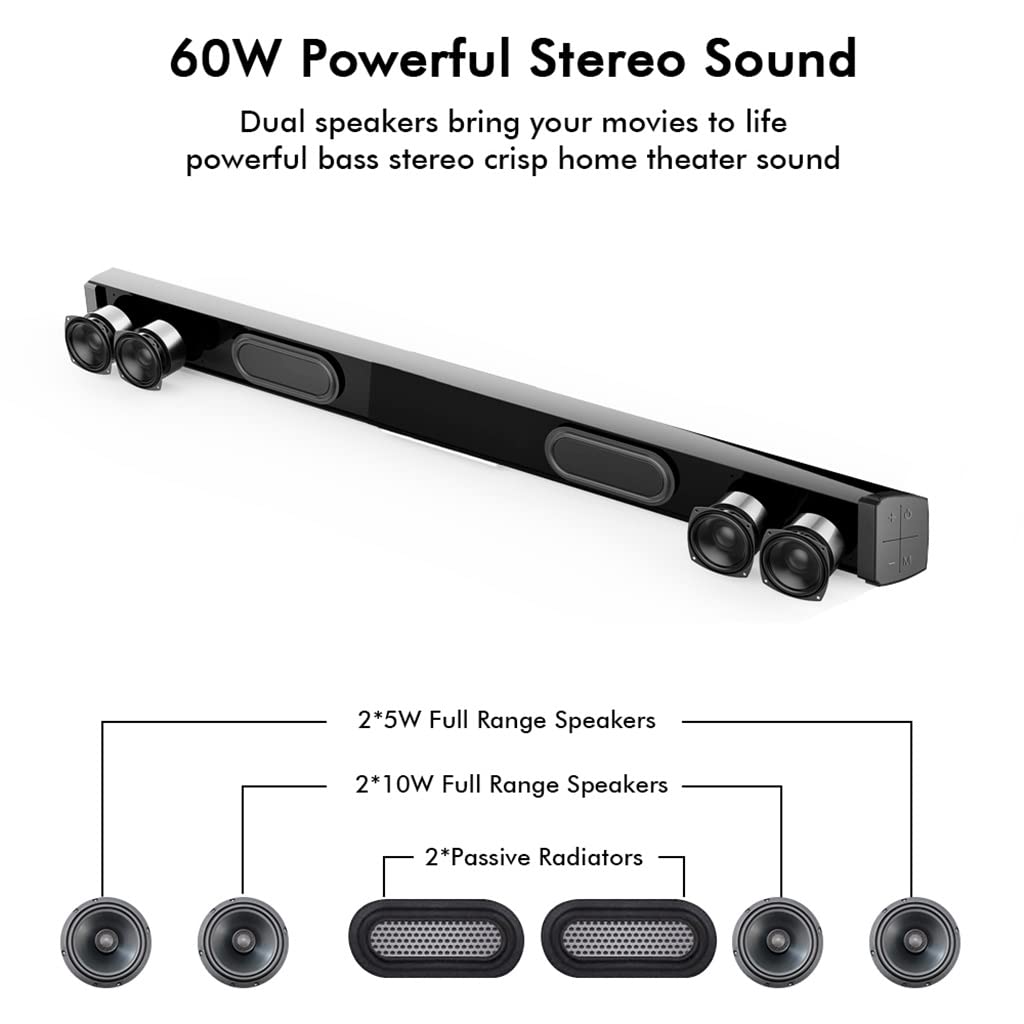 60W Powerful Stereo Sound
Dual speakers bring your movies to life
powerful bass stereo crisp home theater sound
+
−
M
2*5W Full Range Speakers
2*10W Full Range Speakers
2*Passive Radiators